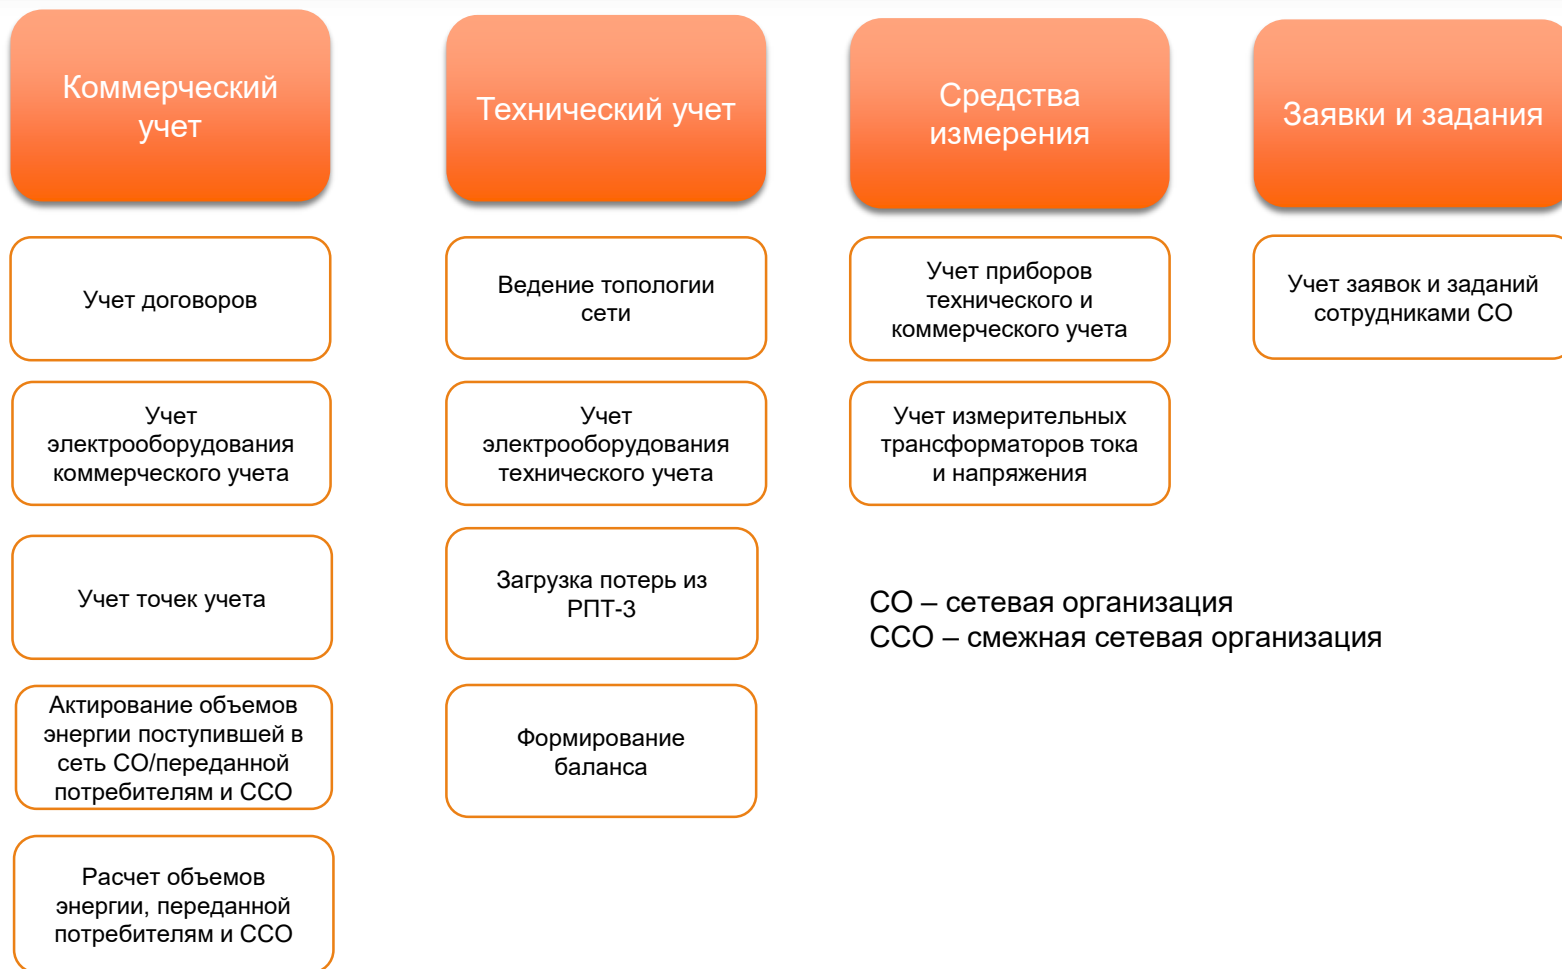 Коммерческий
учет
Учет договоров
Учет
электрооборудования
коммерческого учета
Учет точек учета
Актирование объемов
энергии поступившей в
сеть СО/переданной
потребителям и ССО
Расчет объемов
энергии, переданной
потребителям и ССО
Технический учет
Ведение топологии
сети
Учет
электрооборудования
технического учета
Загрузка потерь из
РПТ-3
Формирование
баланса
Средства
измерения
Учет приборов
технического и
коммерческого учета
Учет измерительных
трансформаторов тока
и напряжения
Заявки и задания
Учет заявок и заданий
сотрудниками СО
СО – сетевая организация
ССО – смежная сетевая организация